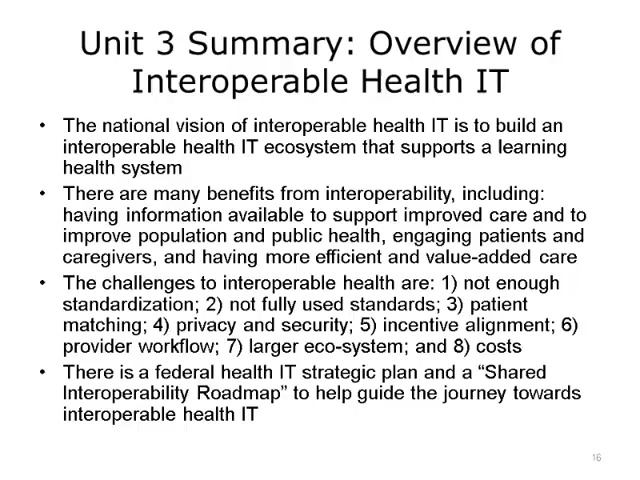 Unit 3 Summary: Overview of
Interoperable Health IT
• The national vision of interoperable health IT is to build an
interoperable health IT ecosystem that supports a learning
health system
• There are many benefits from interoperability, including:
having information available to support improved care and to
improve population and public health, engaging patients and
caregivers, and having more efficient and value-added care
• The challenges to interoperable health are: 1) not enough
standardization; 2) not fully used standards; 3) patient
matching; 4) privacy and security; 5) incentive alignment; 6)
provider workflow; 7) larger eco-system; and 8) costs
• There is a federal health IT strategic plan and a “Shared
Interoperability Roadmap” to help guide the journey towards
interoperable health IT
16